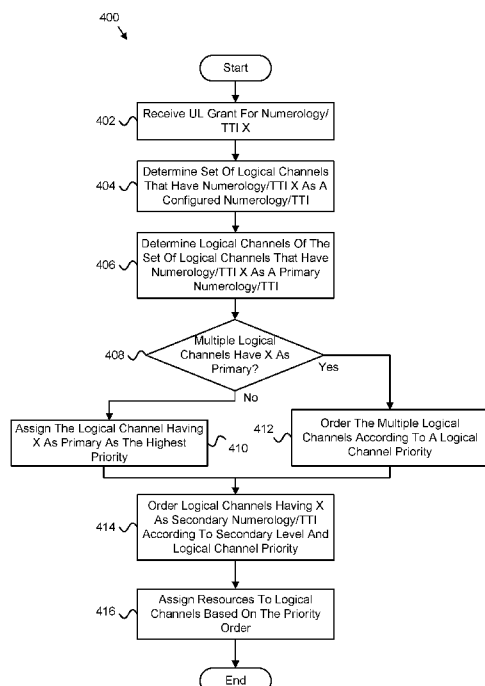 400
Start
402
Receive UL Grant For Numerology/
TTI X
404
Determine Set Of Logical Channels
That Have Numerology/TTI X As A
Configured Numerology/TTI
406
Determine Logical Channels Of The
Set Of Logical Channels That Have
Numerology/TTI X As A Primary
Numerology/TTI
408
Multiple Logical
Channels Have X As
Primary?
Yes
No
Assign The Logical Channel Having
X As Primary As The Highest
Priority
410
412
Order The Multiple Logical
Channels According To A Logical
Channel Priority
414
Order Logical Channels Having X
As Secondary Numerology/TTI
According To Secondary Level And
Logical Channel Priority
416
Assign Resources To Logical
Channels Based On The Priority
Order
End